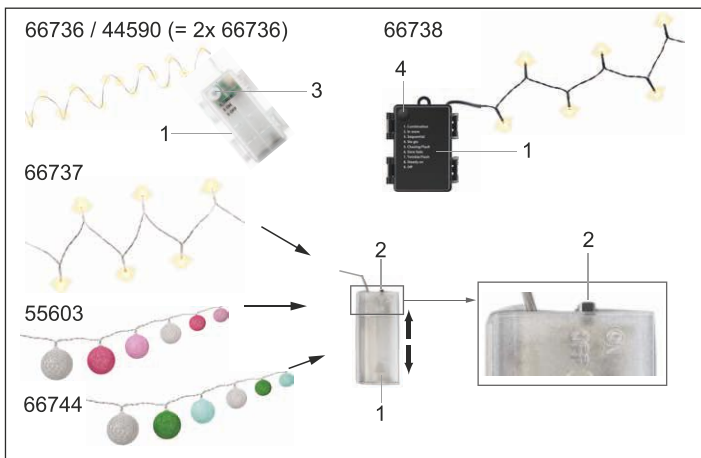 66736 / 44590 (= 2x 66736)
3
1
66738
4
1. Combination
2. In wave
3. Sequential
4. Slo-glo
5. Chasing/Flash
6. Slow fade
7. Twinkle/Flash
8. Steady on
9. Off
1
66737
2
2
55603
66744
1
ON
OFF